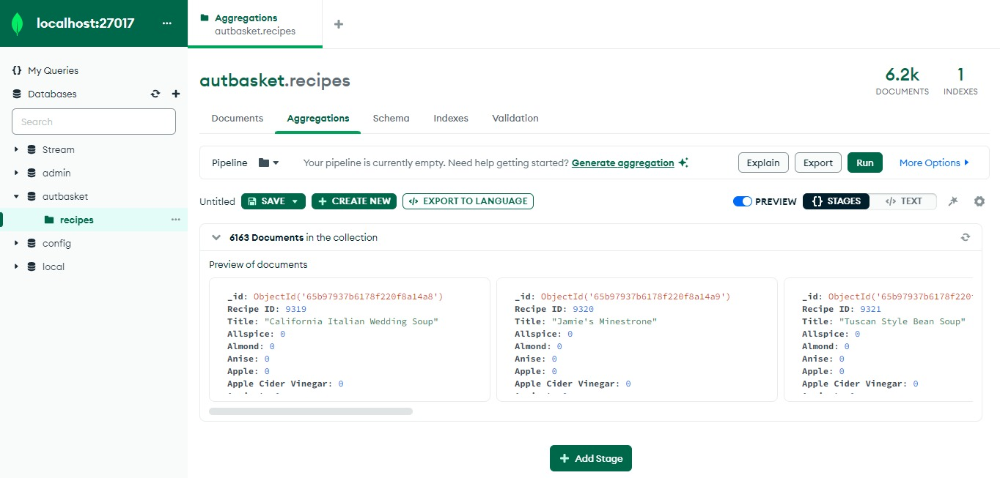 localhost:27017
My Queries
Databases
Search
Stream
admin
autbasket
recipes
config
local
Aggregations
autbasket.recipes
autbasket.recipes
6.2k
DOCUMENTS
1
INDEXES
Documents Aggregations Schema Indexes Validation
Pipeline Your pipeline is currently empty. Need help getting started? Generate aggregation Explain Export Run More Options
Untitled SAVE CREATE NEW EXPORT TO LANGUAGE PREVIEW {} STAGES </> TEXT
6163 Documents in the collection
Preview of documents
_id: ObjectId('65b97937b6178f220f8a14a8')
Recipe ID: 9319
Title: "California Italian Wedding Soup"
Allspice: 0
Almond: 0
Anise: 0
Apple: 0
Apple Cider Vinegar: 0
_id: ObjectId('65b97937b6178f220f8a14a9')
Recipe ID: 9320
Title: "Jamie's Minestrone"
Allspice: 0
Almond: 0
Anise: 0
Apple: 0
Apple Cider Vinegar: 0
_id: ObjectId('65b97937b6178f220
Recipe ID: 9321
Title: "Tuscan Style Bean Soup"
Allspice: 0
Almond: 0
Anise: 0
Apple: 0
Apple Cider Vinegar: 0
Add Stage